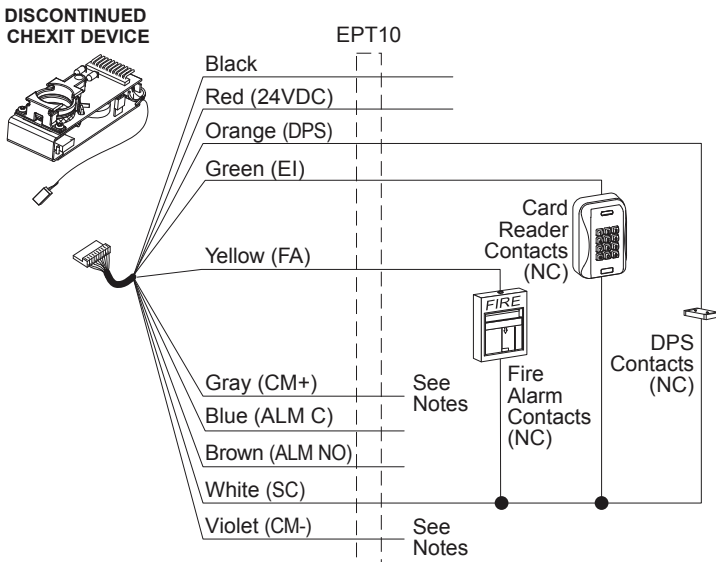 DISCONTINUED
CHEXIT DEVICE
EPT10
Black
Red (24VDC)
Orange (DPS)
Green (EI)
Card
Reader
Contacts
(NC)
Yellow (FA)
FIRE
DPS
Contacts
(NC)
Fire
Alarm
Contacts
(NC)
Gray (CM+)
See
Notes
Blue (ALM C)
Brown (ALM NO)
White (SC)
Violet (CM-)
See
Notes